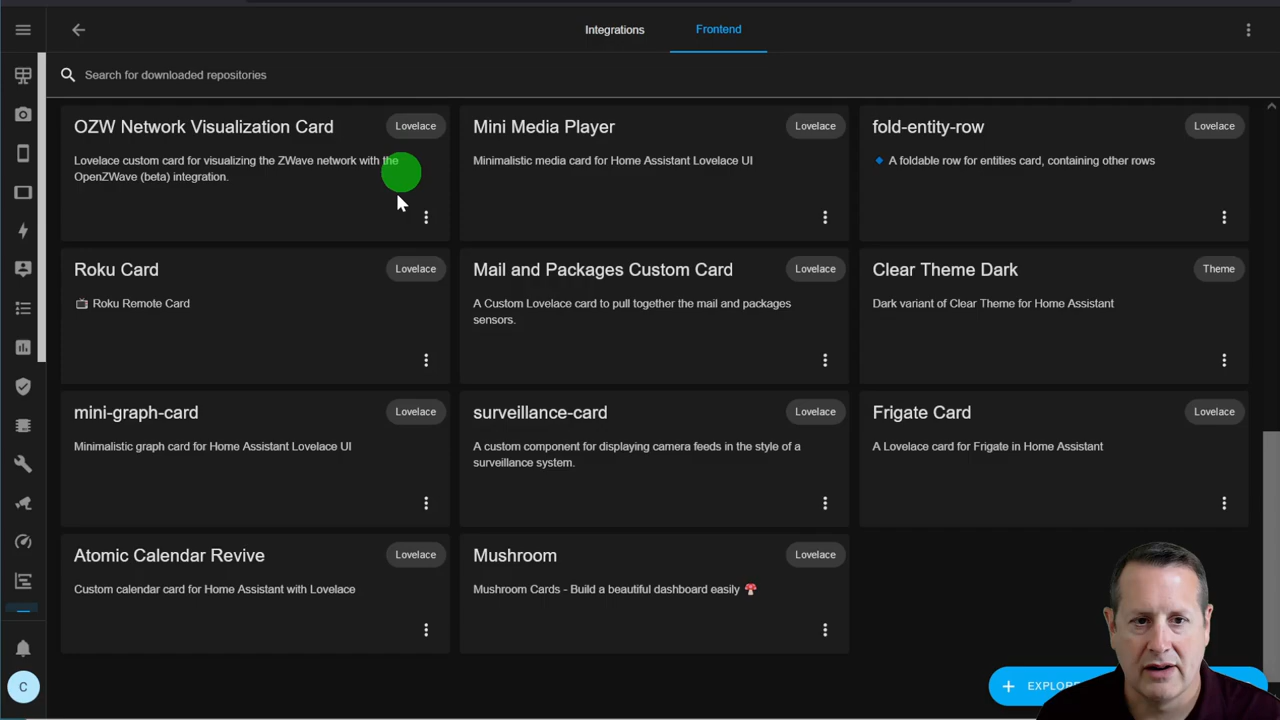 Integrations
Frontend
Search for downloaded repositories
OZW Network Visualization Card
Lovelace
Lovelace custom card for visualizing the ZWave network with the
OpenZWave (beta) integration.
Mini Media Player
Lovelace
Minimalistic media card for Home Assistant Lovelace UI
fold-entity-row
Lovelace
A foldable row for entities card, containing other rows
Roku Card
Lovelace
Roku Remote Card
Mail and Packages Custom Card
Lovelace
A Custom Lovelace card to pull together the mail and packages
sensors.
Clear Theme Dark
Theme
Dark variant of Clear Theme for Home Assistant
mini-graph-card
Lovelace
Minimalistic graph card for Home Assistant Lovelace UI
surveillance-card
Lovelace
A custom component for displaying camera feeds in the style of a
surveillance system.
Frigate Card
Lovelace
A Lovelace card for Frigate in Home Assistant
Atomic Calendar Revive
Lovelace
Custom calendar card for Home Assistant with Lovelace
Mushroom
Lovelace
Mushroom Cards - Build a beautiful dashboard easily 🍄
C
+ EXPLORE